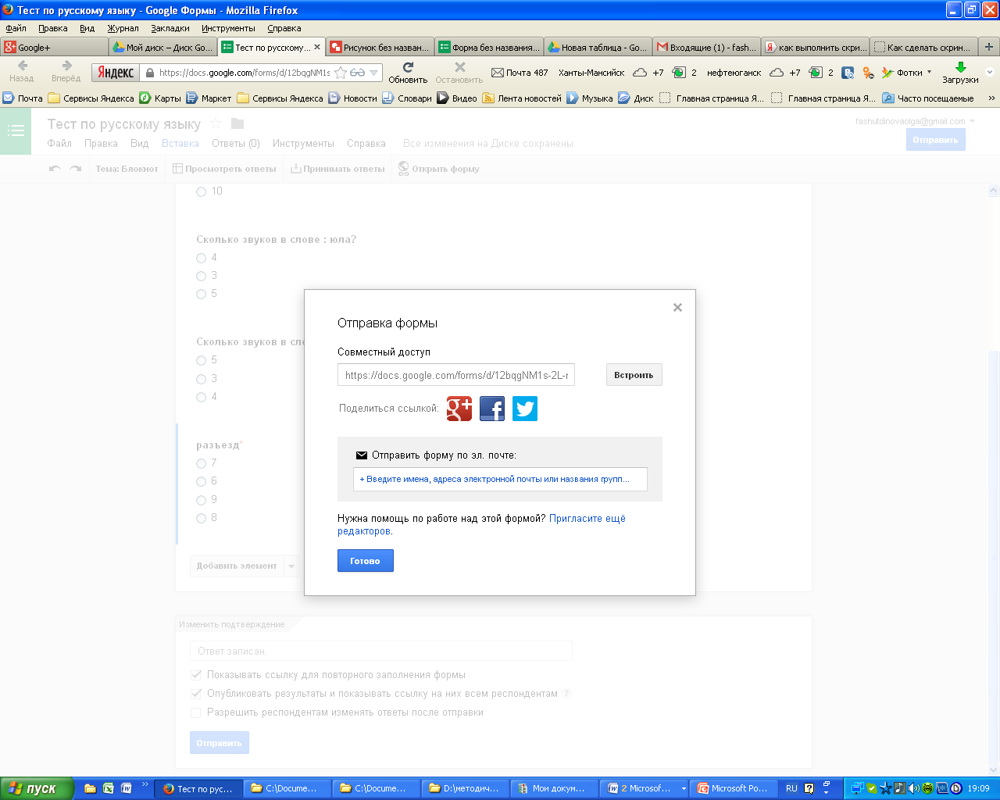 Тест по русскому языку - Google Формы - Mozilla Firefox
Файл Правка Вид Журнал Закладки Инструменты Справка
Google+ Мой диск – Диск Go... Тест по русскому... Рисунок без назван... Форма без названия... Новая таблица - Go... Входящие (1) - fash... как выполнить скри... Как сделать скрин...
Назад Вперёд Яндекс https://docs.google.com/forms/d/12bqgNM1s Обновить Остановить Почта 487 Ханты-Мансийск +7 2 нефтеюганск +7 2 Фотки Загрузки
Почта Сервисы Яндекса Карты Маркет Сервисы Яндекса Новости Словари Видео Лента новостей Музыка Диск Главная страница Я... Главная страница Я... Часто посещаемые
Тест по русскому языку
fashutdinovaolga@gmail.com
Файл Правка Вид Вставка Ответы (0) Инструменты Справка Все изменения на Диске сохранены
Отправить
Тема: Блокнот Просмотреть ответы Принимать ответы Открыть форму
10
Сколько звуков в слове : юла?
4
3
5
Сколько звуков в сло
5
3
4
разъезд*
7
6
9
8
Добавить элемент
Отправка формы
Совместный доступ
https://docs.google.com/forms/d/12bqgNM1s-2L-r
Встроить
Поделиться ссылкой:
Отправить форму по эл. почте:
+ Введите имена, адреса электронной почты или названия групп...
Нужна помощь по работе над этой формой? Пригласите ещё
редакторов.
Готово
Изменить подтверждение
Ответ записан.
Показывать ссылку для повторного заполнения формы
Опубликовать результаты и показывать ссылку на них всем респондентам ?
Разрешить респондентам изменять ответы после отправки
Отправить
пуск Тест по рус... C:\Docume... C:\Docume... D:\методич... Мои докум... 2 Microsof... Microsoft Po... RU 19:09